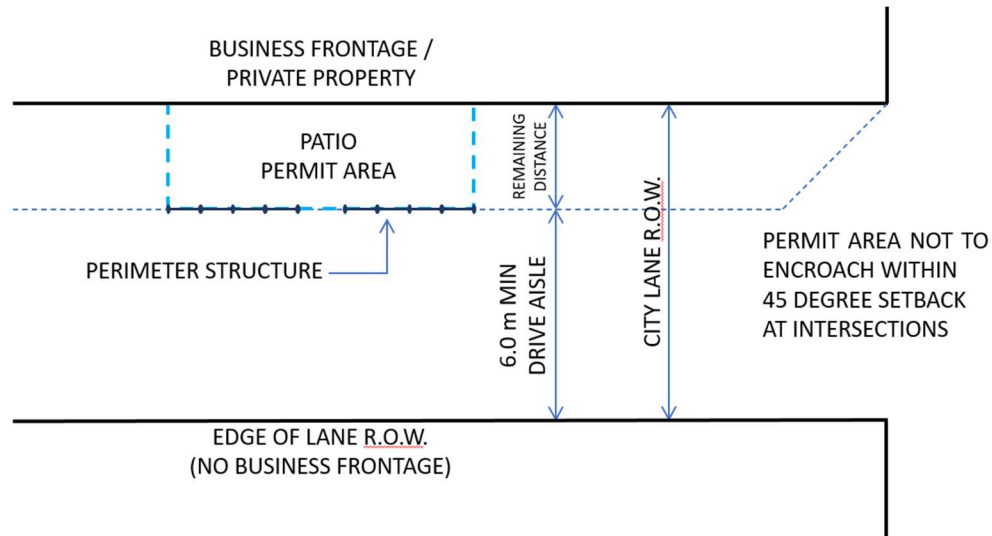 BUSINESS FRONTAGE /
PRIVATE PROPERTY
PATIO
PERMIT AREA
REMAINING
DISTANCE
PERIMETER STRUCTURE
6.0 m MIN
DRIVE AISLE
CITY LANE R.O.W.
PERMIT AREA NOT TO
ENCROACH WITHIN
45 DEGREE SETBACK
AT INTERSECTIONS
EDGE OF LANE R.O.W.
(NO BUSINESS FRONTAGE)